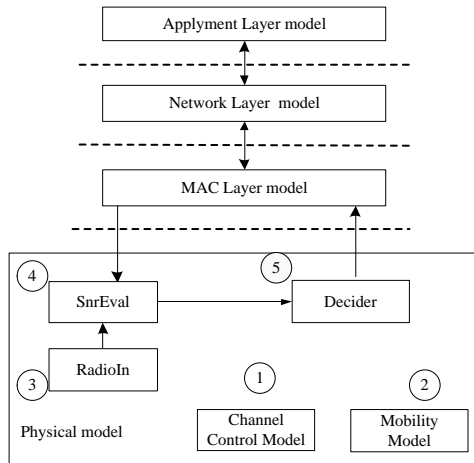 Applyment Layer model
Network Layer model
MAC Layer model
4
5
SnrEval
Decider
3
RadioIn
1
2
Physical model
Channel
Control Model
Mobility
Model